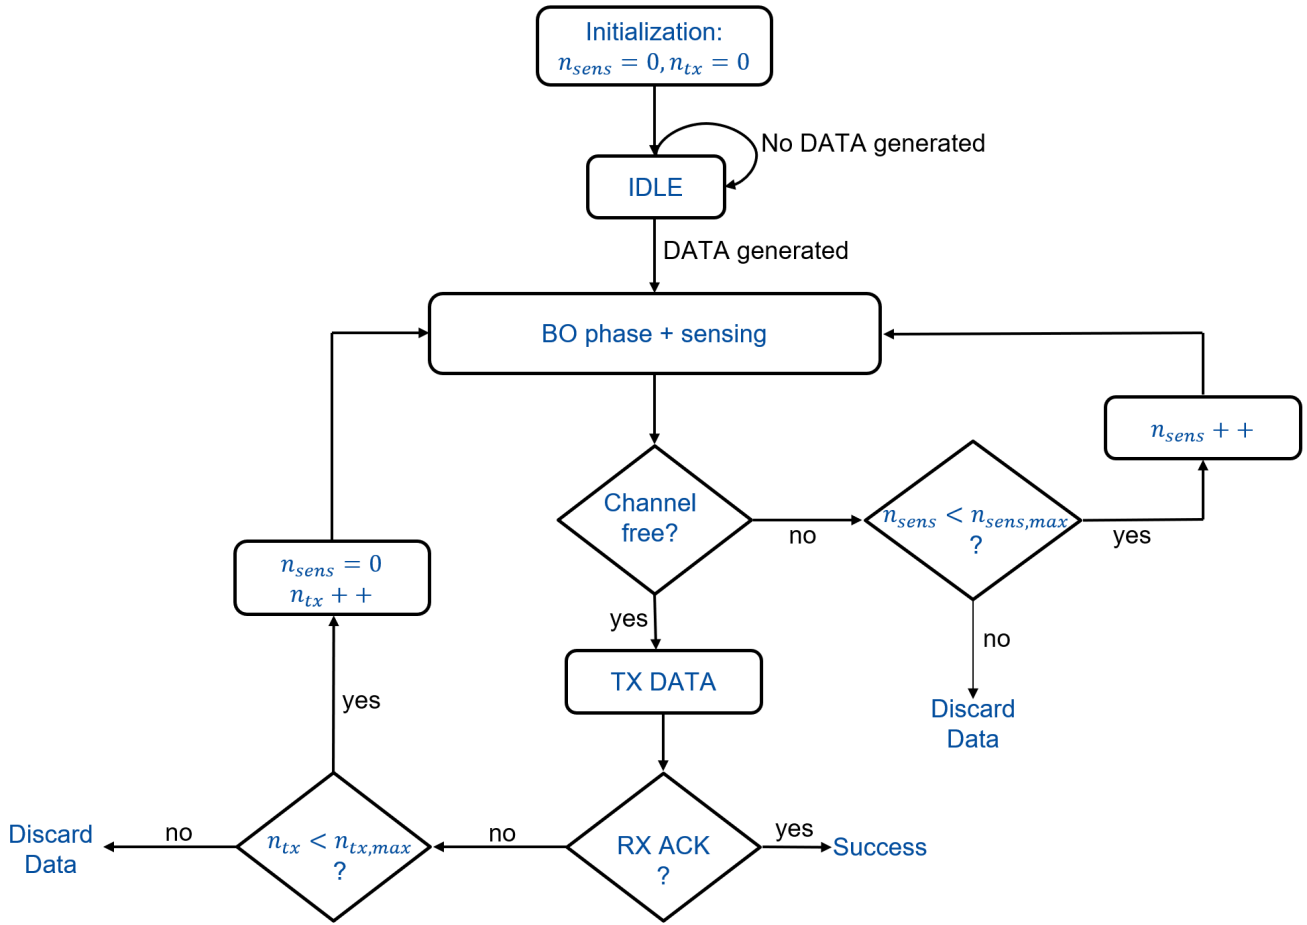 Initialization:
n_sens = 0, n_tx = 0
No DATA generated
IDLE
DATA generated
BO phase + sensing
n_sens + +
Channel
free?
no
n_sens < n_sens,max
?
yes
n_sens = 0
n_tx + +
yes
no
TX DATA
Discard
Data
yes
Discard
Data
no
n_tx < n_tx,max
?
no
RX ACK
?
yes
Success